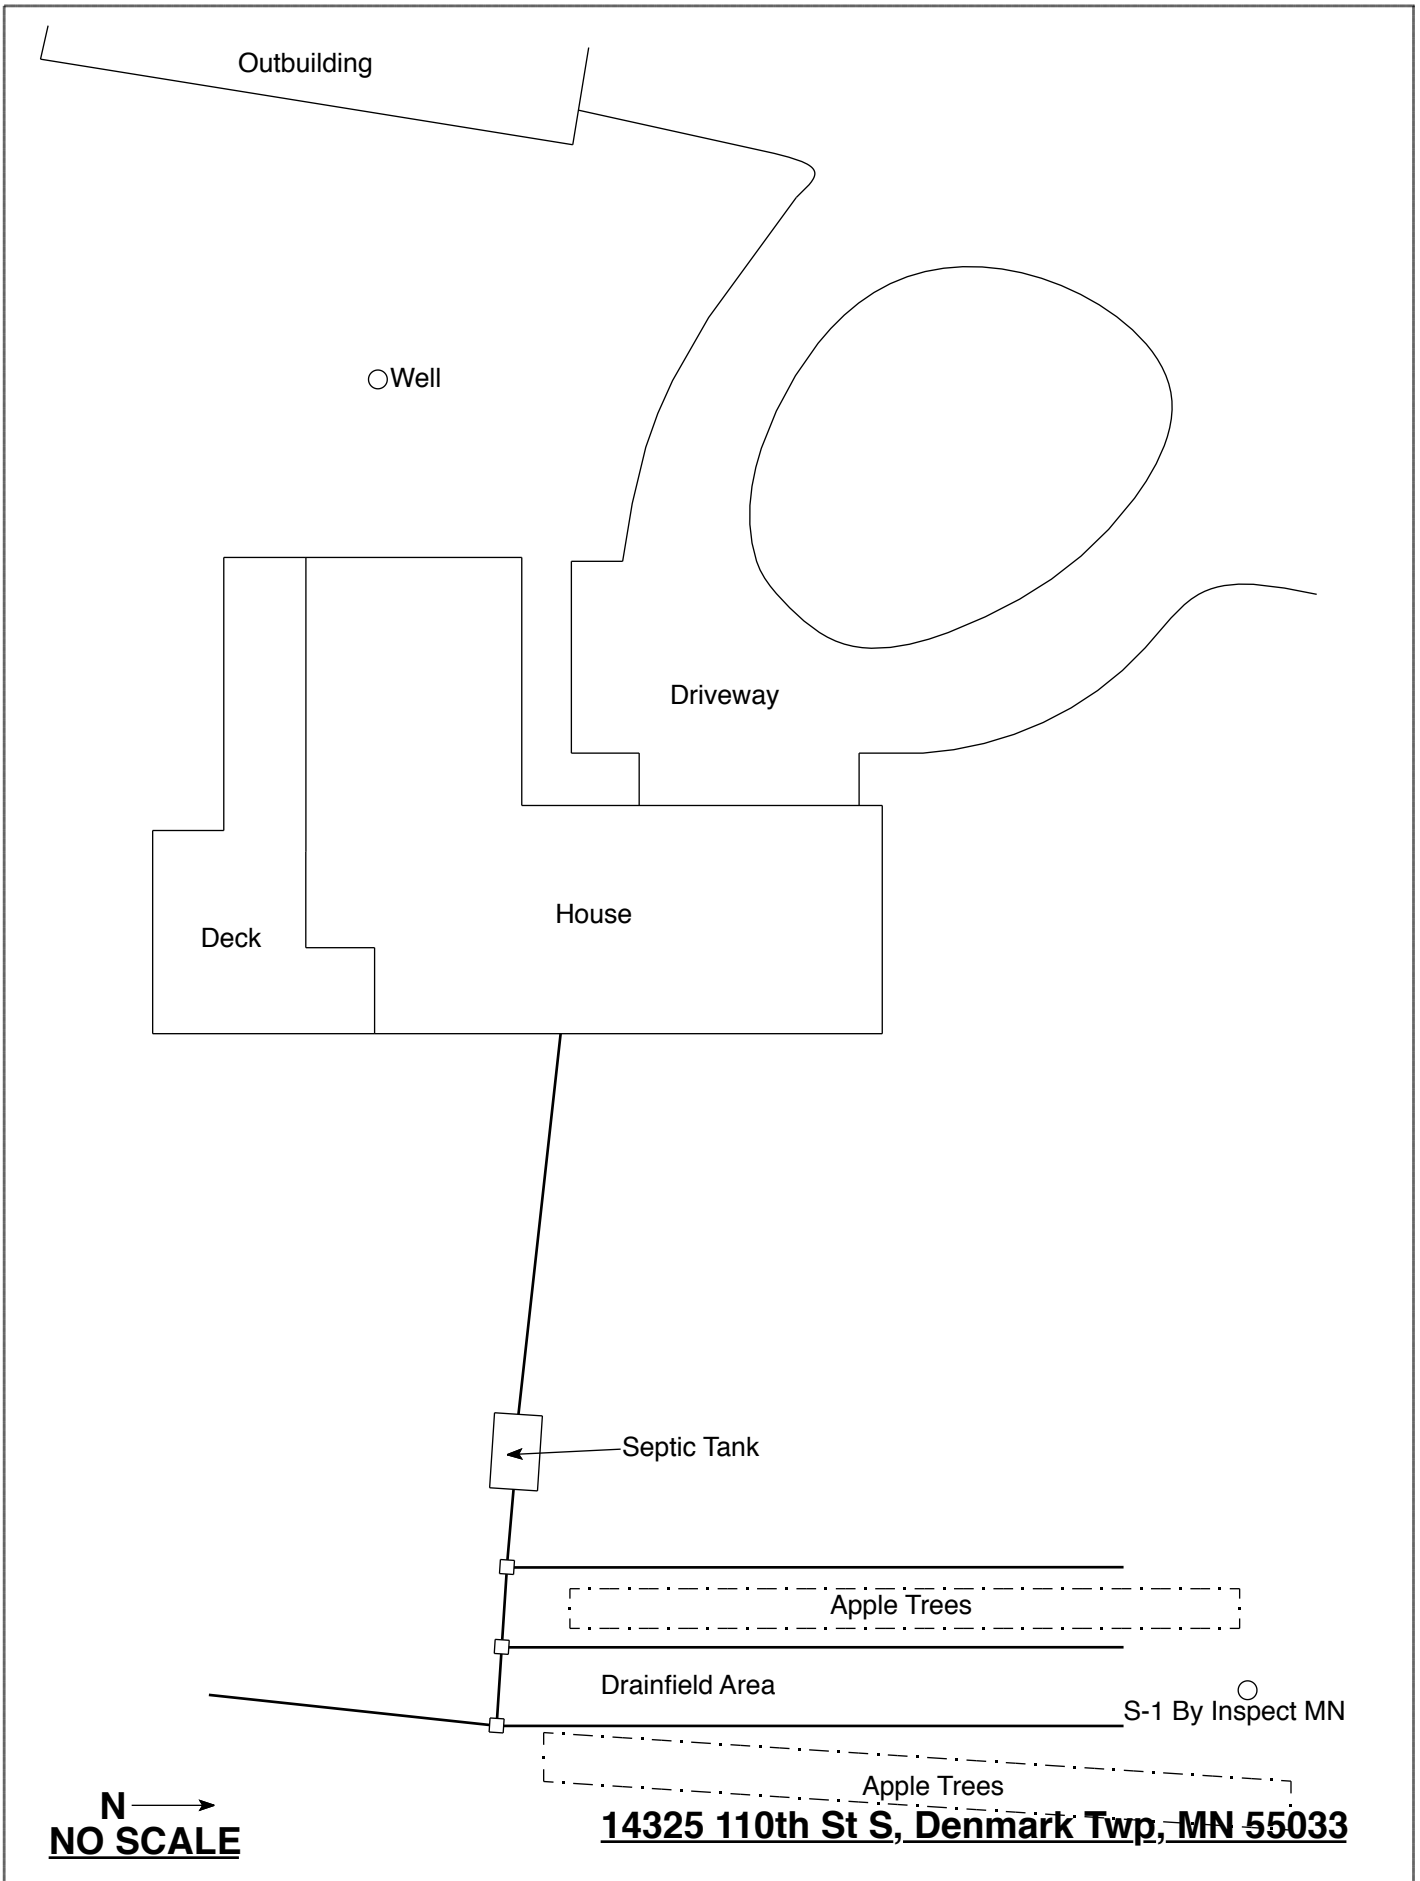 Outbuilding
Well
Driveway
House
Deck
Septic Tank
Apple Trees
Drainfield Area
S-1 By Inspect MN
Apple Trees
N
NO SCALE
14325 110th St S, Denmark Twp, MN 55033